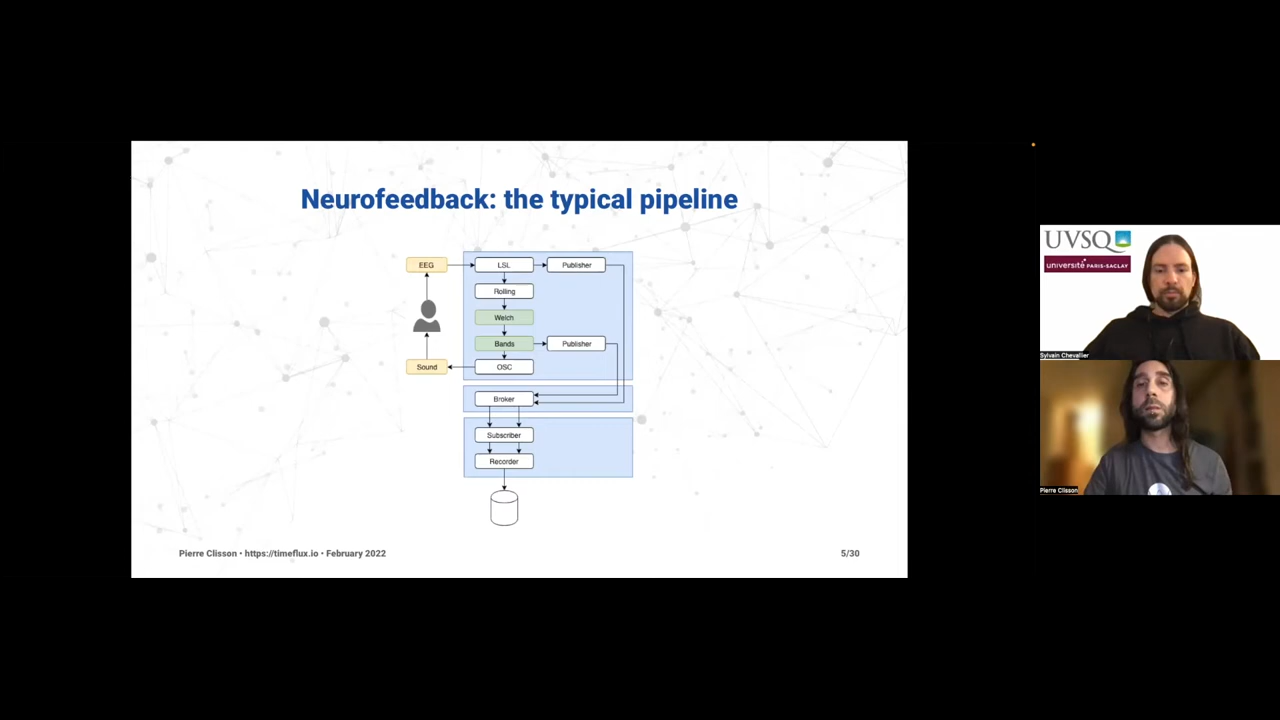 Neurofeedback: the typical pipeline
EEG
LSL
Publisher
Rolling
Welch
Bands
Publisher
Sound
OSC
Broker
Subscriber
Recorder
Pierre Clisson • https://timeflux.io • February 2022
5/30
UVSQ
université PARIS-SACLAY
Sylvain Chevallier
Pierre Clisson